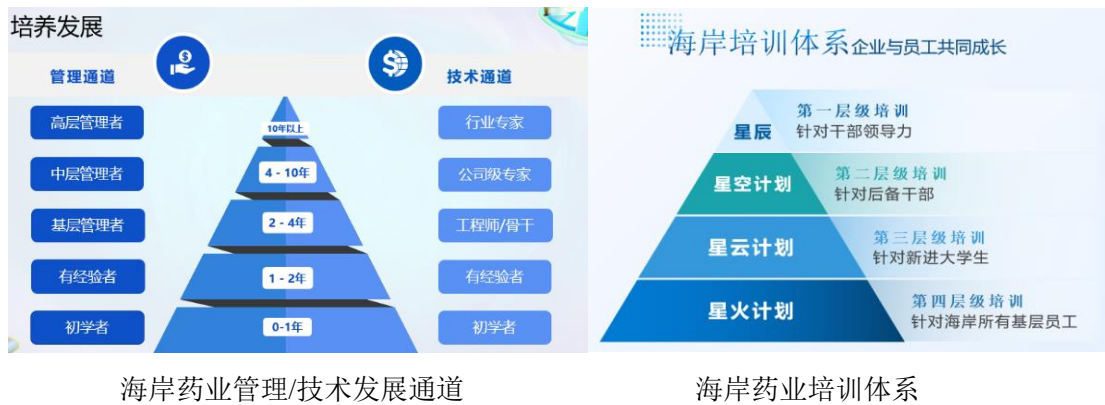 培养发展
管理通道
技术通道
高层管理者
10年以上
行业专家
中层管理者
4 - 10年
公司级专家
基层管理者
2 - 4年
工程师/骨干
有经验者
1 - 2年
有经验者
初学者
0-1年
初学者
海岸药业管理/技术发展通道
海岸培训体系企业与员工共同成长
星辰
第一层级培训
针对干部领导力
星空计划
第二层级培训
针对后备干部
星云计划
第三层级培训
针对新进大学生
星火计划
第四层级培训
针对海岸所有基层员工
海岸药业培训体系